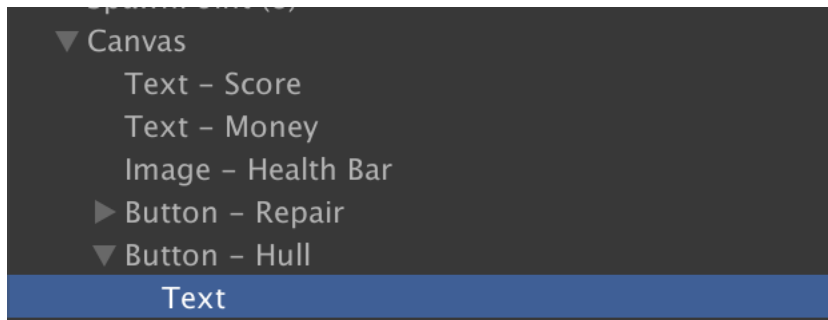 Canvas
Text – Score
Text – Money
Image – Health Bar
Button – Repair
Button – Hull
Text